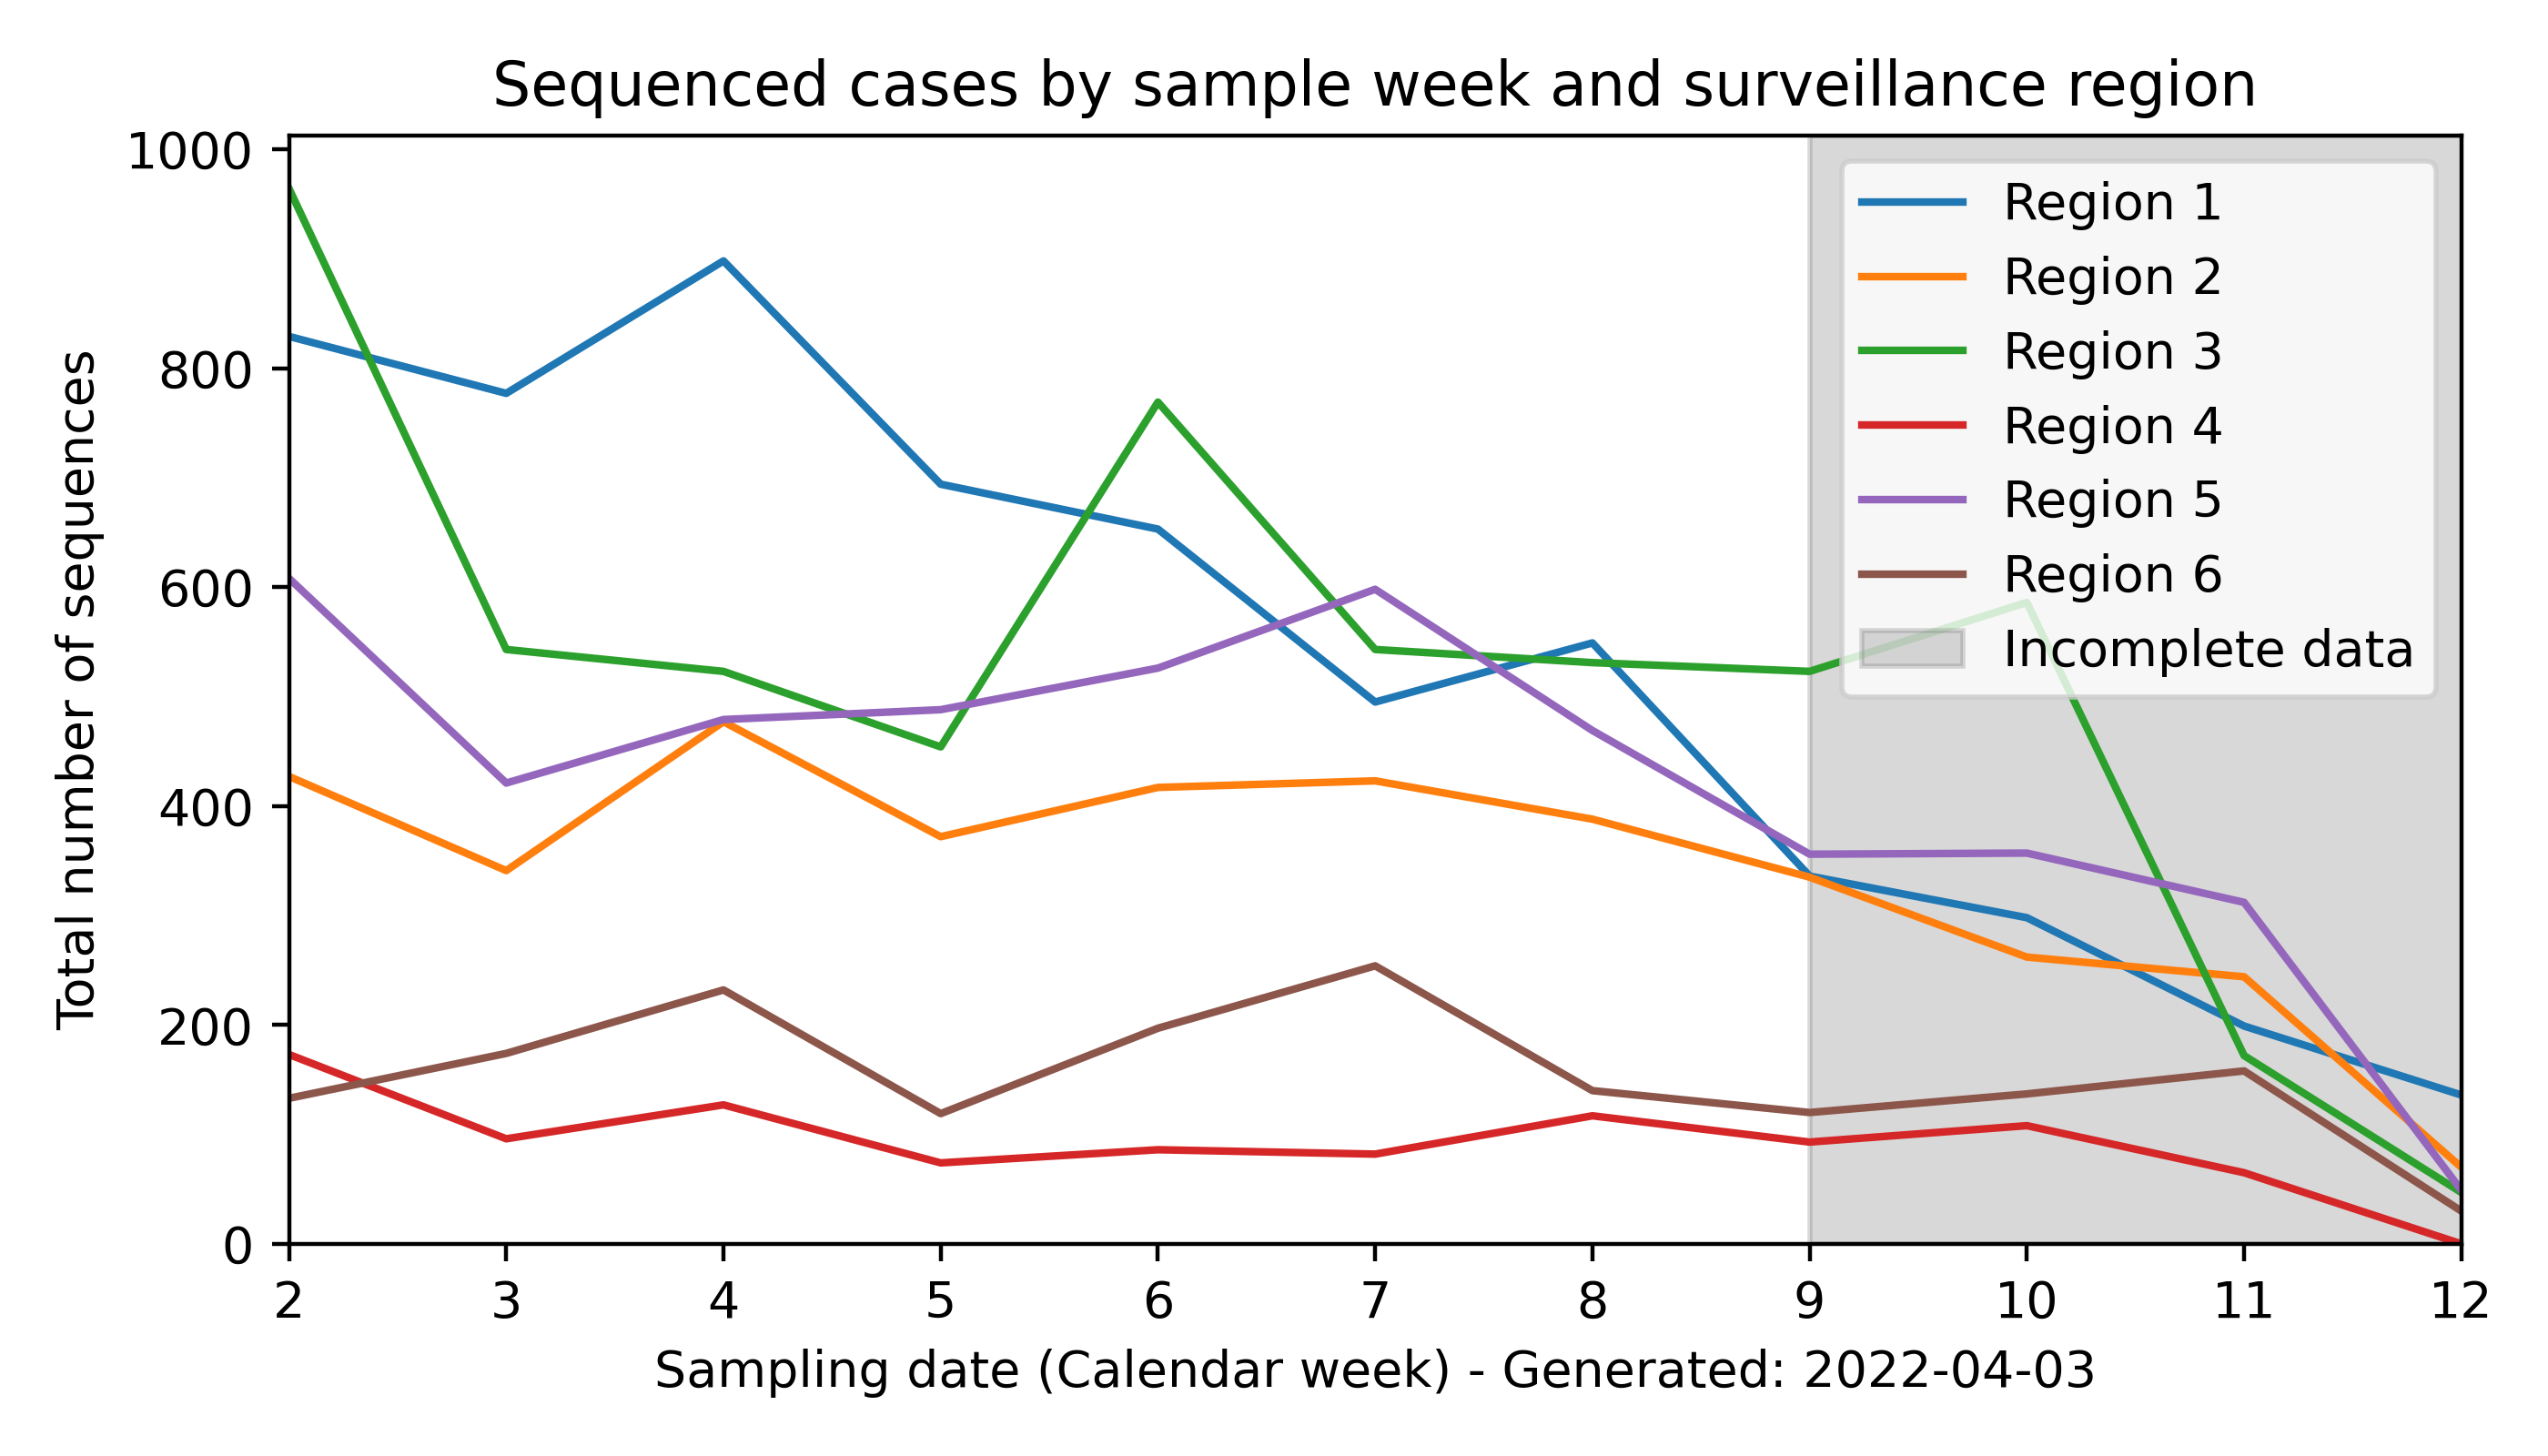 Sequenced cases by sample week and surveillance region
1000
800
600
400
200
0
Total number of sequences
Region 1
Region 2
Region 3
Region 4
Region 5
Region 6
Incomplete data
2 3 4 5 6 7 8 9 10 11 12
Sampling date (Calendar week) - Generated: 2022-04-03